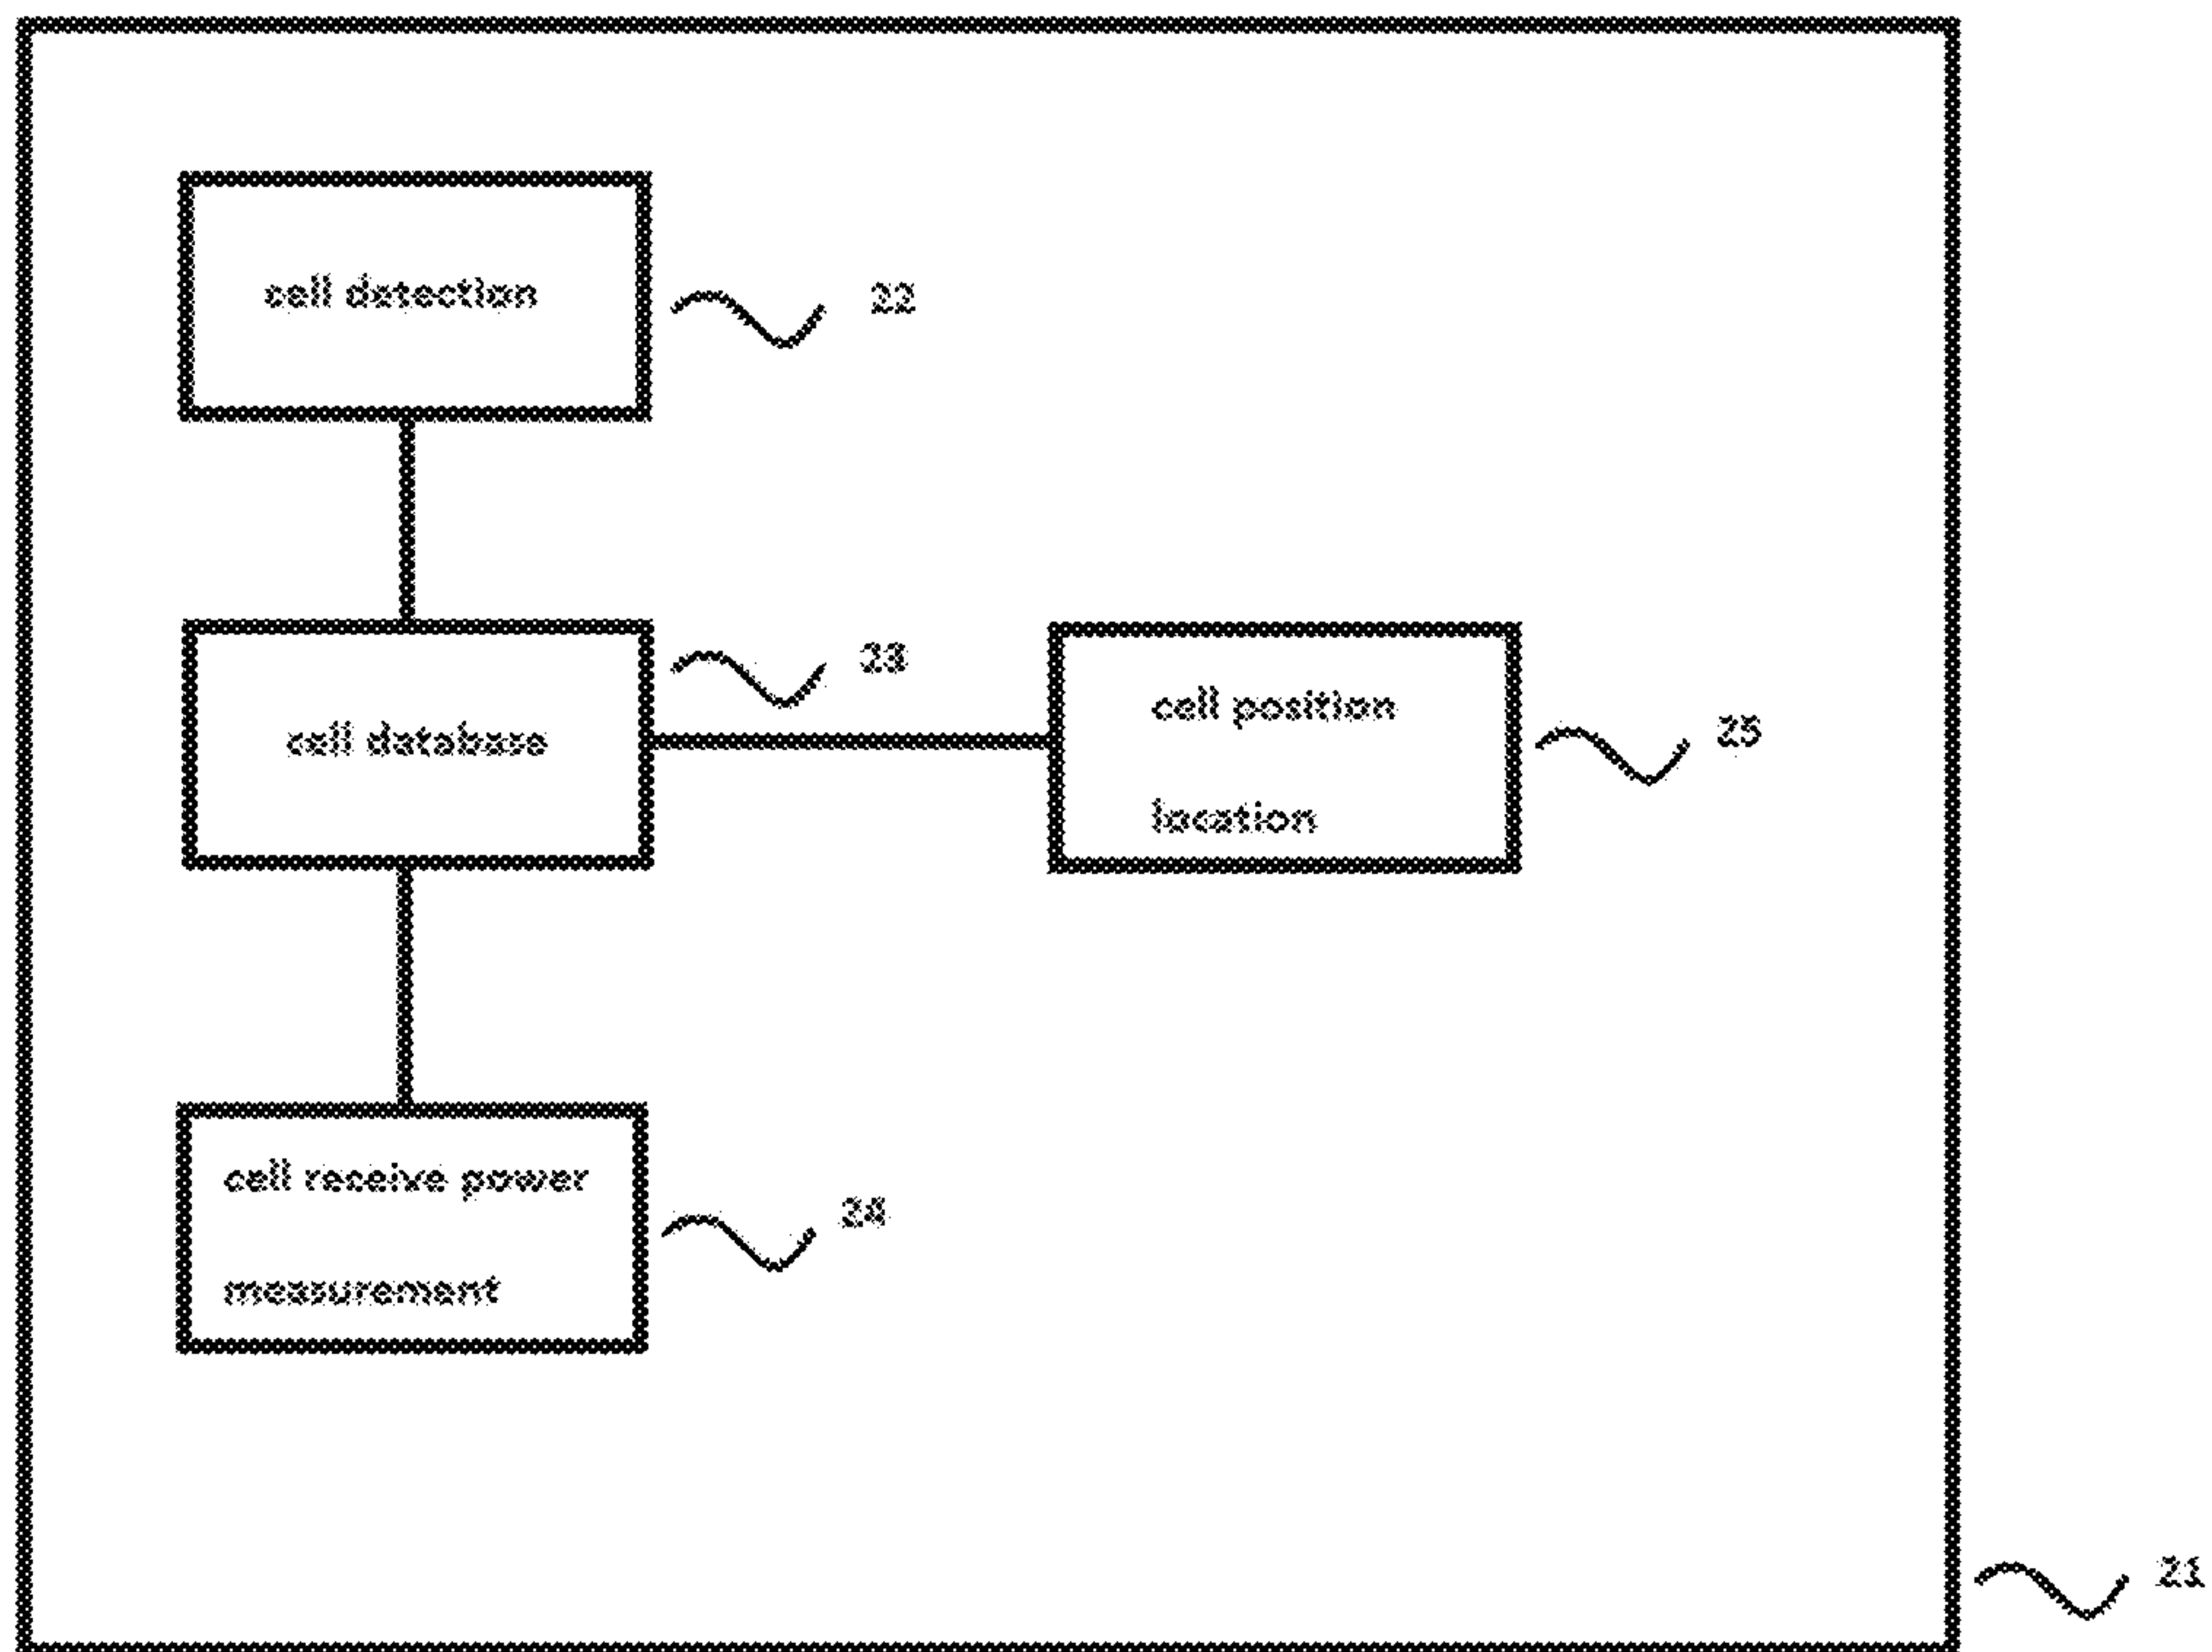 cell detection
22
23
cell database
cell position
location
25
cell receive power
measurement
24
21